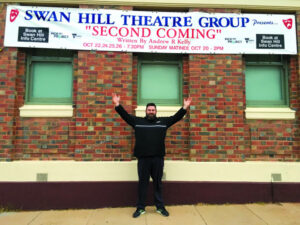 SWAN HILL THEATRE GROUP Presents...
"SECOND COMING"
Written By Andrew R Kelly
OCT 22,24,25,26 - 7:30PM SUNDAY MATINEE OCT 20 - 2PM
Book at
Swan Hill
Info Centre
PROJECT
Book at
Swan Hill
Info Centre